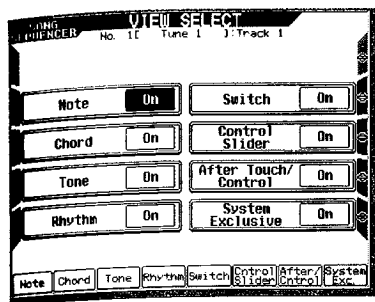 SONG
SEQUENCER
VIEW SELECT
No. 1[ Tune 1 ]:Track 1
Note On
Switch On
Chord On
Control
Slider On
Tone On
After Touch/
Control On
Rhythm On
System
Exclusive On
Note Chord Tone Rhythm Switch Cntrol
Slider After/
Cntrol System
Exc.